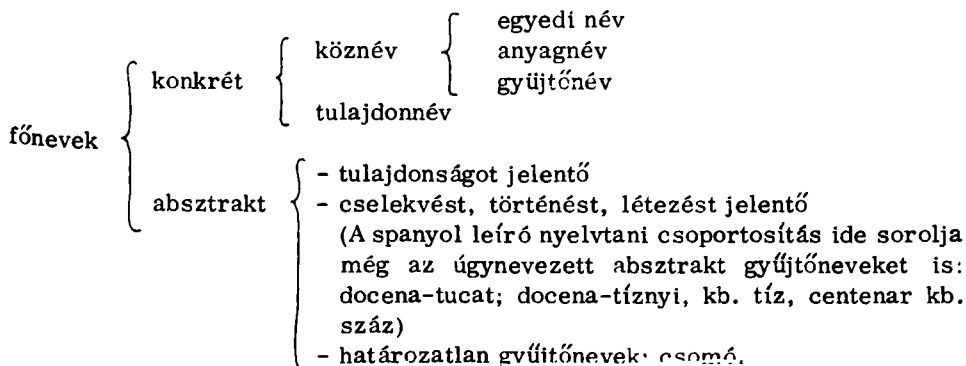 egyedi név
köznév anyagnév
konkrét gyüjtőnév
tulajdonnév
főnevek
- tulajdonságot jelentő
absztrakt - cselekvést, történést, létezést jelentő
(A spanyol leíró nyelvtani csoportosítás ide sorolja
még az úgynevezett absztrakt gyűjtőneveket is:
docena-tucat; docena-tíznyi, kb. tíz, centenar kb.
száz)
- határozatlan gyűjtőnevek: csomó,